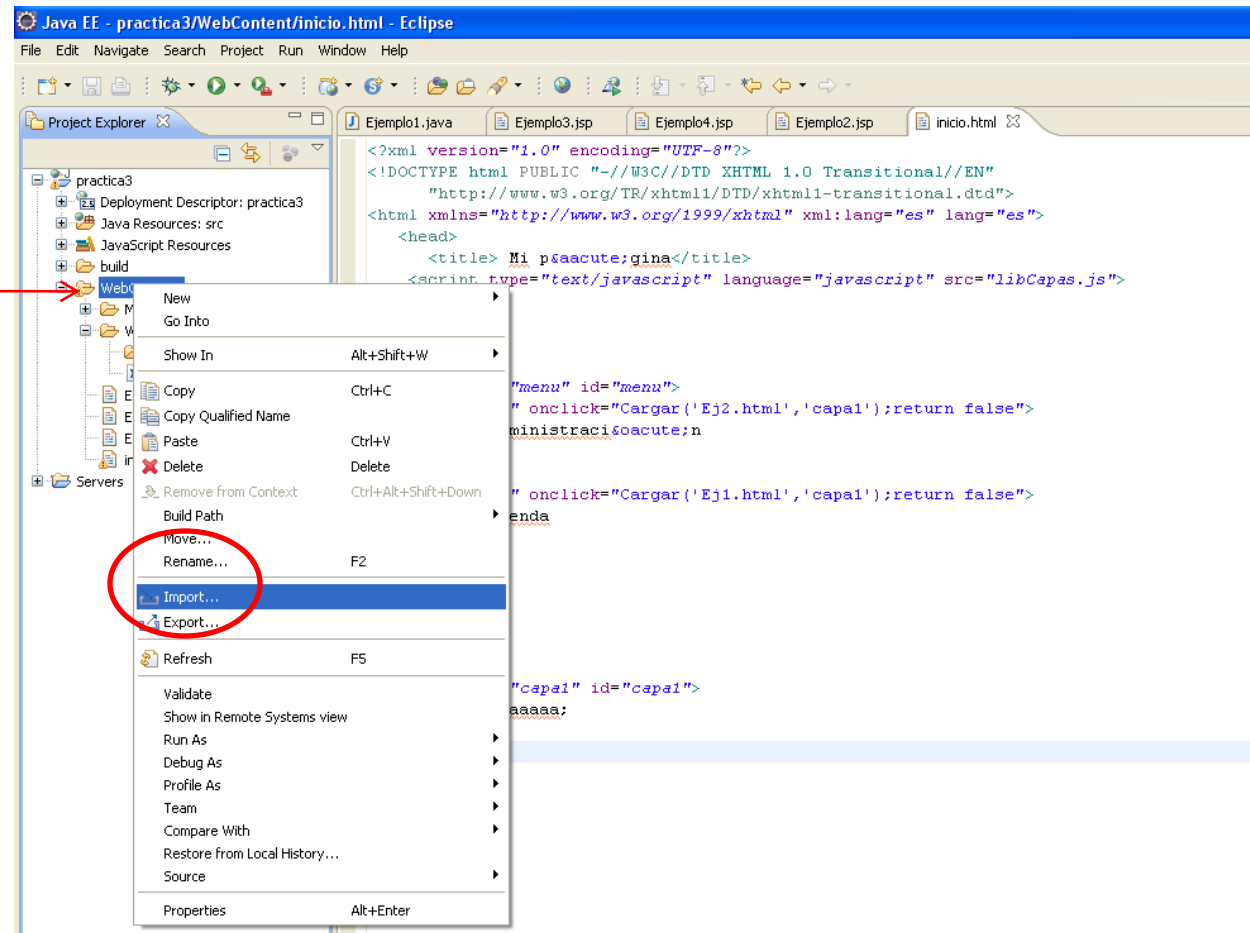 Java EE - practica3/WebContent/inicio.html - Eclipse
File Edit Navigate Search Project Run Window Help
Project Explorer
Ejemplo1.java Ejemplo3.jsp Ejemplo4.jsp Ejemplo2.jsp inicio.html
practica3
Deployment Descriptor: practica3
Java Resources: src
JavaScript Resources
build
WebC
M
W
E
E
E
in
Servers
<?xml version="1.0" encoding="UTF-8"?>
<!DOCTYPE html PUBLIC "-//W3C//DTD XHTML 1.0 Transitional//EN"
"http://www.w3.org/TR/xhtml1/DTD/xhtml1-transitional.dtd">
<html xmlns="http://www.w3.org/1999/xhtml" xml:lang="es" lang="es">
<head>
<title> Mi p&aacute;gina</title>
<script type="text/javascript" language="javascript" src="libCapas.js">
"menu" id="menu">
" onclick="Cargar('Ej2.html','capa1');return false">
ministraci&oacute;n
" onclick="Cargar('Ej1.html','capa1');return false">
enda
"capa1" id="capa1">
aaaaa;
New
Go Into
Show In Alt+Shift+W
Copy Ctrl+C
Copy Qualified Name
Paste Ctrl+V
Delete Delete
Remove from Context Ctrl+Alt+Shift+Down
Build Path
Move...
Rename... F2
Import...
Export...
Refresh F5
Validate
Show in Remote Systems view
Run As
Debug As
Profile As
Team
Compare With
Restore from Local History...
Source
Properties Alt+Enter